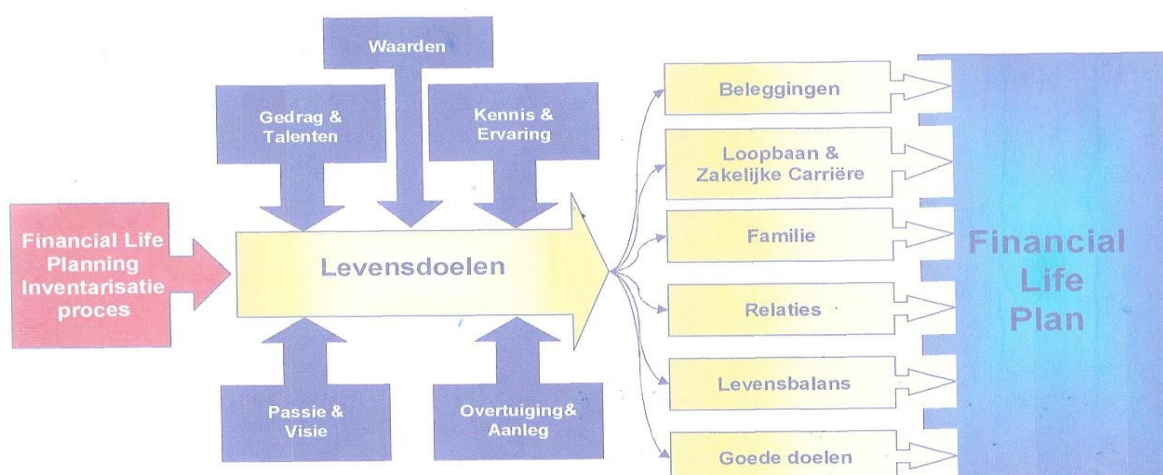 Waarden
Gedrag &
Talenten
Kennis &
Ervaring
Financial Life
Planning
Inventarisatie
proces
Levensdoelen
Passie &
Visie
Overtuiging&
Aanleg
Beleggingen
Loopbaan &
Zakelijke Carrière
Familie
Relaties
Levensbalans
Goede doelen
Financial
Life
Plan